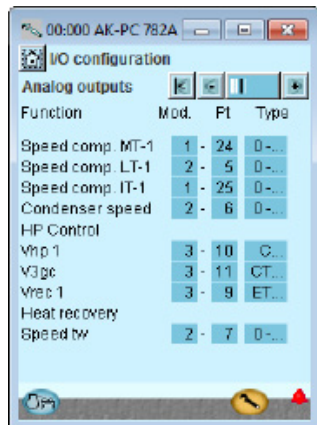 00:000 AK-PC 782A
I/O configuration
Analog outputs
Function Mod. Pt Type
Speed comp. MT-1 1 - 24 0 -...
Speed comp. LT-1 2 - 5 0 -...
Speed comp. IT-1 1 - 25 0 -...
Condenser speed 2 - 6 0 -...
HP Control
Vhp 1 3 - 10 C...
V3gc 3 - 11 CT...
Vrec 1 3 - 9 ET...
Heat recovery
Speed tw 2 - 7 0 -...